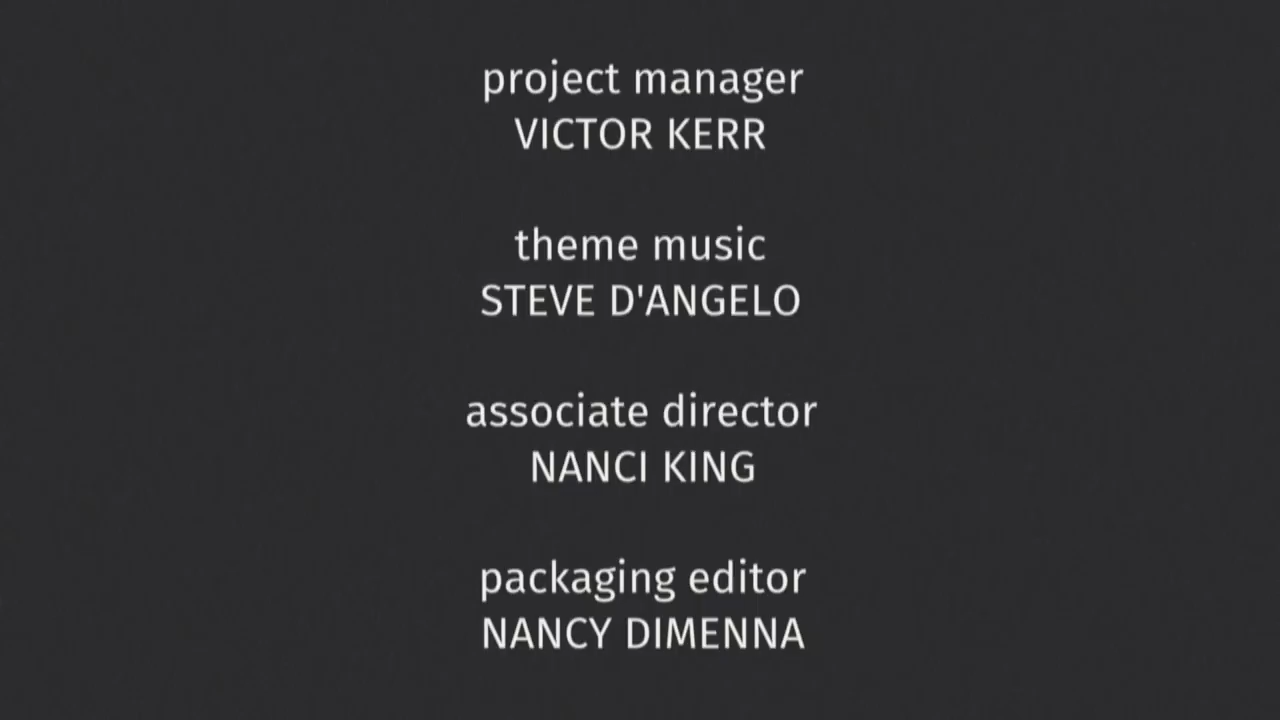 project manager
VICTOR KERR
theme music
STEVE D'ANGELO
associate director
NANCI KING
packaging editor
NANCY DIMENNA